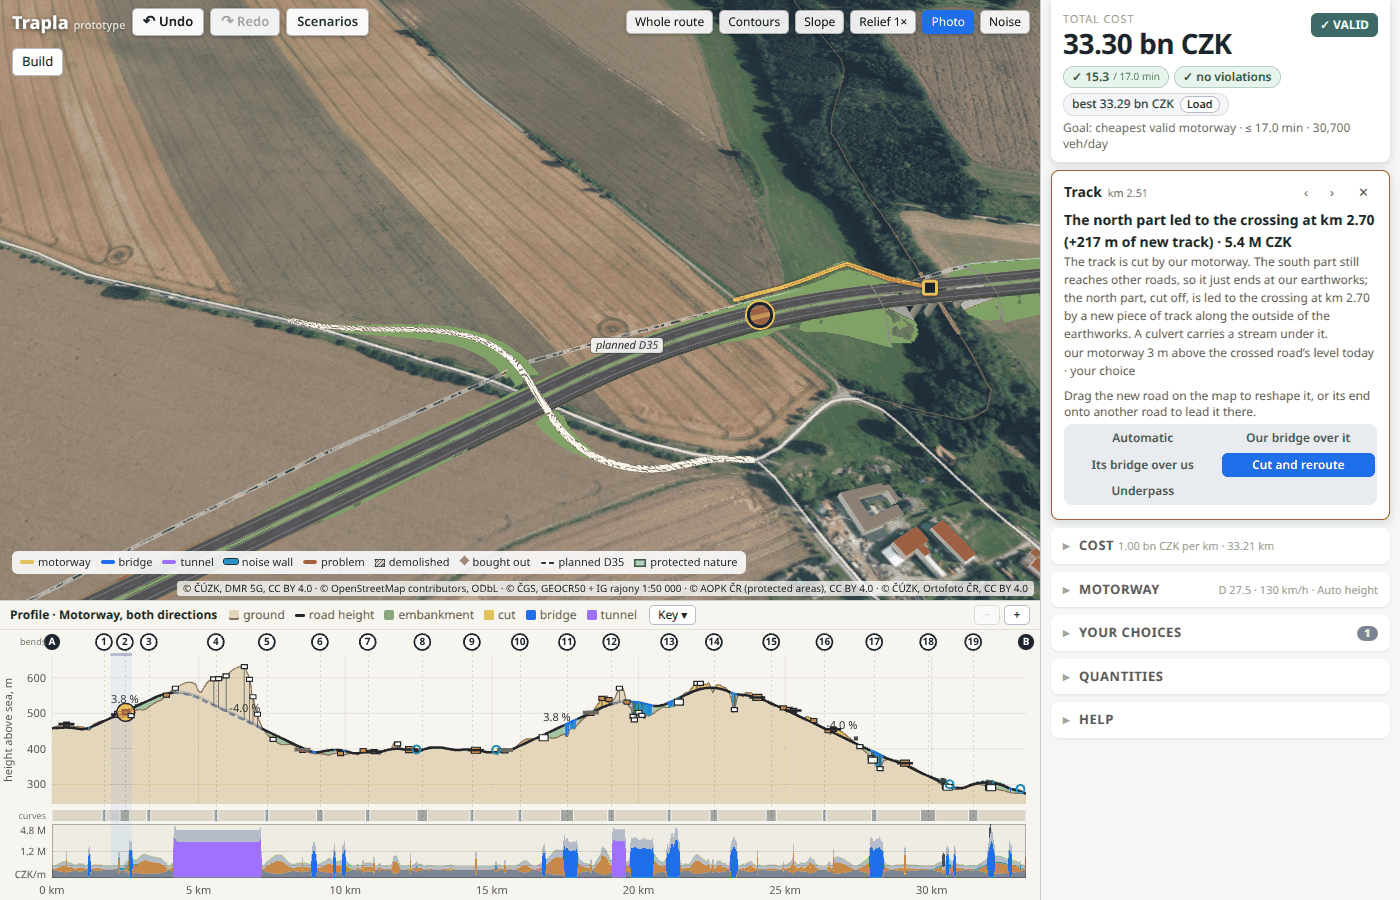 Trapla prototype
↶ Undo
↷ Redo
Scenarios
Whole route
Contours
Slope
Relief 1×
Photo
Noise
Build
planned D35
motorway
bridge
tunnel
noise wall
problem
demolished
bought out
planned D35
protected nature
© ČÚZK, DMR 5G, CC BY 4.0 · © OpenStreetMap contributors, ODbL · © ČGS, GEOCR50 + IG rajony 1:50 000 · © AOPK ČR (protected areas), CC BY 4.0 · © ČÚZK, Ortofoto ČR, CC BY 4.0
TOTAL COST
33.30 bn CZK
✓ VALID
✓ 15.3 / 17.0 min
✓ no violations
best 33.29 bn CZK Load
Goal: cheapest valid motorway · ≤ 17.0 min · 30,700
veh/day
Track km 2.51
‹ › ✕
The north part led to the crossing at km 2.70
(+217 m of new track) · 5.4 M CZK
The track is cut by our motorway. The south part still
reaches other roads, so it just ends at our earthworks;
the north part, cut off, is led to the crossing at km 2.70
by a new piece of track along the outside of the
earthworks. A culvert carries a stream under it.
our motorway 3 m above the crossed road's level today
· your choice
Drag the new road on the map to reshape it, or its end
onto another road to lead it there.
Automatic
Our bridge over it
Its bridge over us
Cut and reroute
Underpass
▶ COST 1.00 bn CZK per km · 33.21 km
▶ MOTORWAY D 27.5 · 130 km/h · Auto height
▶ YOUR CHOICES 1
▶ QUANTITIES
▶ HELP
Profile · Motorway, both directions
ground
road height
embankment
cut
bridge
tunnel
Key ▾
− +
bends A 1 2 3 4 5 6 7 8 9 10 11 12 13 14 15 16 17 18 19 B
height above sea, m
600
500
400
300
3.8 %
-4.0 %
3.8 %
-4.0 %
curves
4.8 M
1.2 M
CZK/m
0 km 5 km 10 km 15 km 20 km 25 km 30 km